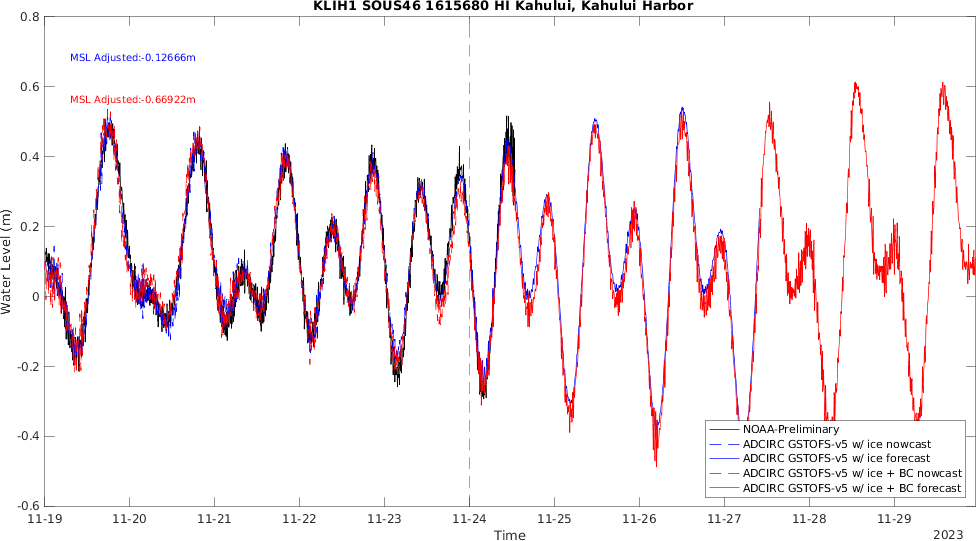 KLIH1 SOUS46 1615680 HI Kahului, Kahului Harbor
0.8
MSL Adjusted:-0.12666m
0.6
MSL Adjusted:-0.66922m
0.4
0.2
Water Level (m)
0
-0.2
-0.4
-0.6
NOAA-Preliminary
ADCIRC GSTOFS-v5 w/ ice nowcast
ADCIRC GSTOFS-v5 w/ ice forecast
ADCIRC GSTOFS-v5 w/ ice + BC nowcast
ADCIRC GSTOFS-v5 w/ ice + BC forecast
11-19 11-20 11-21 11-22 11-23 11-24 11-25 11-26 11-27 11-28 11-29
Time
2023